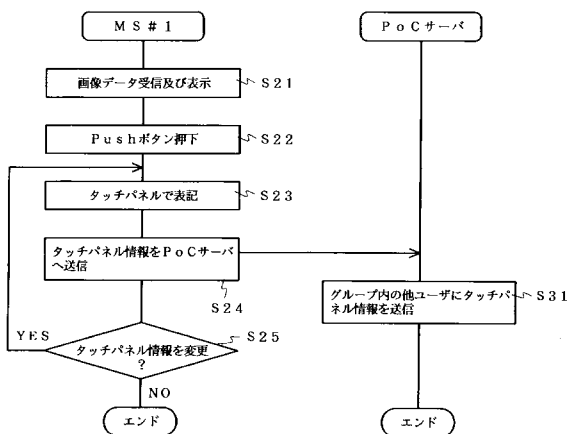 MS#1
PoCサーバ
画像データ受信及び表示
S21
Pushボタン押下
S22
タッチパネルで表記
S23
タッチパネル情報をPoCサーバ
へ送信
S24
グループ内の他ユーザにタッチパ
ネル情報を送信
S31
YES
タッチパネル情報を変更
?
S25
NO
エンド
エンド